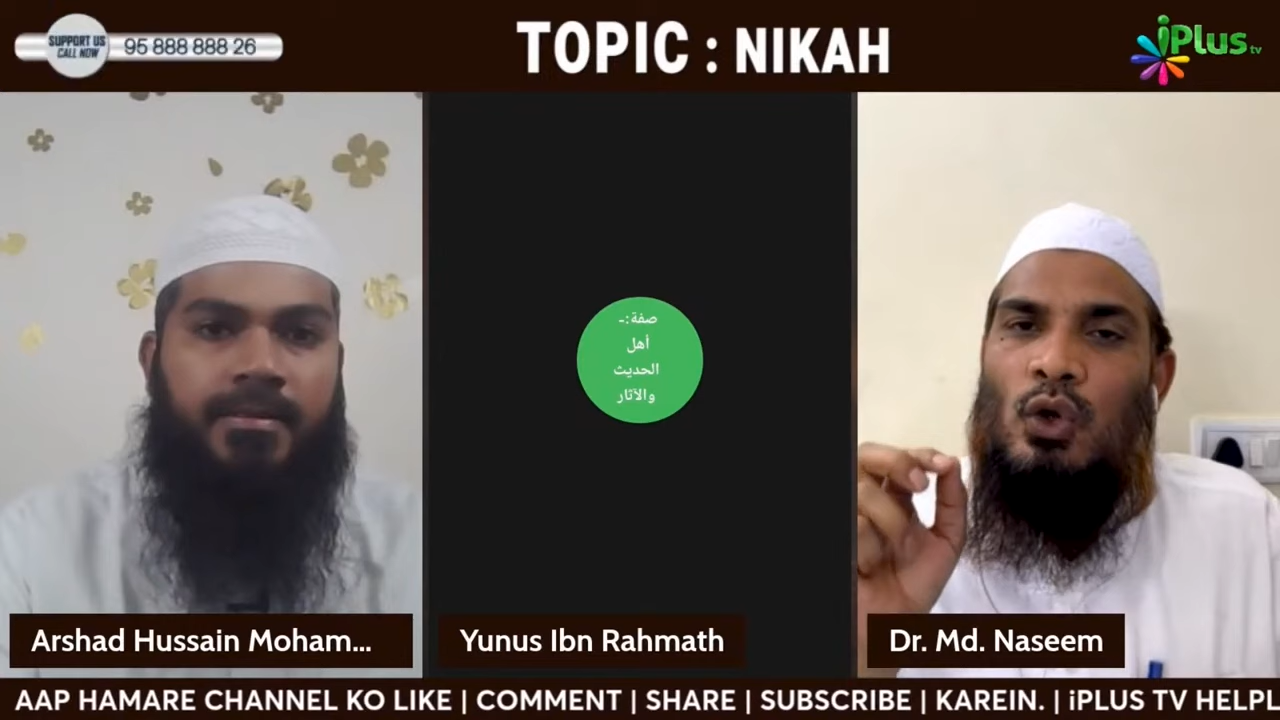 SUPPORT US
CALL NOW
95 888 888 26
TOPIC : NIKAH
iPlus tv
صفة:-
أهل
الحديث
والآثار
Arshad Hussain Moham...
Yunus Ibn Rahmath
Dr. Md. Naseem
AAP HAMARE CHANNEL KO LIKE | COMMENT | SHARE | SUBSCRIBE | KAREIN. | iPLUS TV HELPL